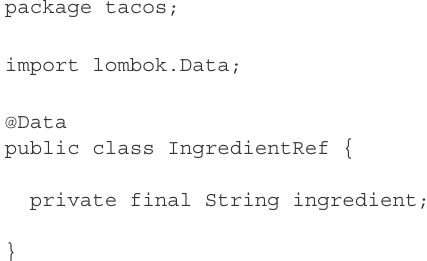 package tacos;
import lombok.Data;
@Data
public class IngredientRef {
private final String ingredient;
}